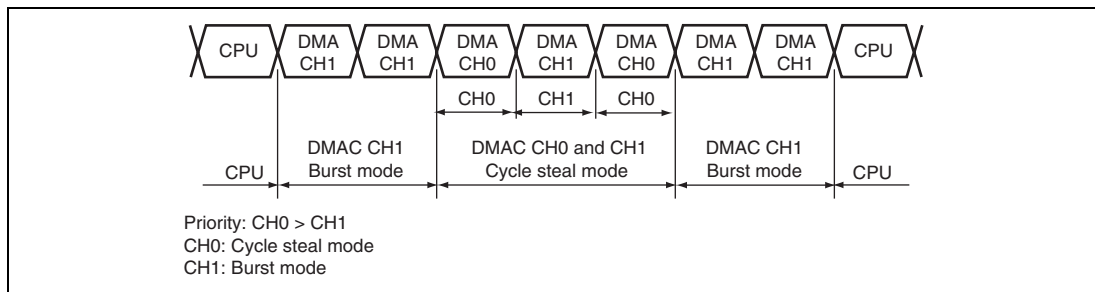 CPU DMA CH1 DMA CH1 DMA CH0 DMA CH1 DMA CH0 DMA CH1 DMA CH1 CPU
CH0 CH1 CH0
DMAC CH1 DMAC CH0 and CH1 DMAC CH1
CPU Burst mode Cycle steal mode Burst mode CPU
Priority: CH0 > CH1
CH0: Cycle steal mode
CH1: Burst mode